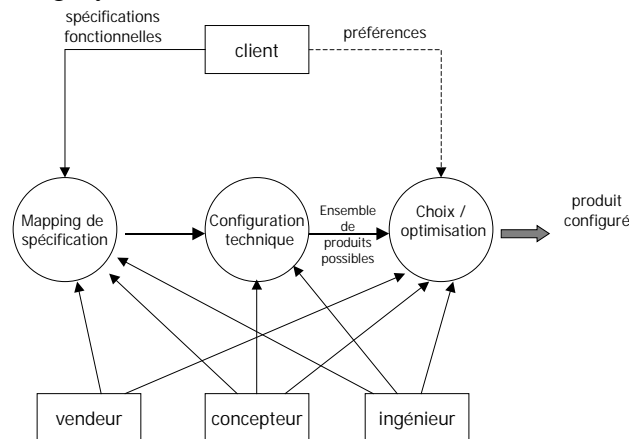 spécifications
fonctionnelles
client
préférences
Mapping de
spécification
Configuration
technique
Ensemble
de
produits
possibles
Choix /
optimisation
produit
configuré
vendeur
concepteur
ingénieur